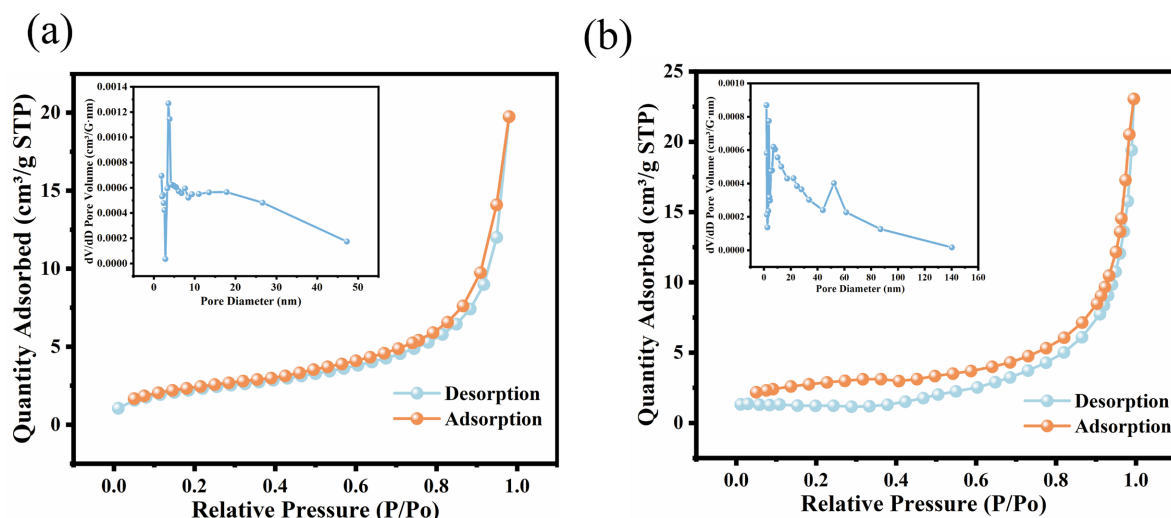 (a)
Quantity Adsorbed (cm³/g STP)
20
15
10
5
0
0.0 0.2 0.4 0.6 0.8 1.0
Relative Pressure (P/Po)
Desorption
Adsorption
dV/dD Pore Volume (cm³/G·nm)
0.0014
0.0012
0.0010
0.0008
0.0006
0.0004
0.0002
0.0000
0 10 20 30 40 50
Pore Diameter (nm)
(b)
Quantity Adsorbed (cm³/g STP)
25
20
15
10
5
0
0.0 0.2 0.4 0.6 0.8 1.0
Relative Pressure (P/Po)
Desorption
Adsorption
dV/dD Pore Volume (cm³/G·nm)
0.0010
0.0008
0.0006
0.0004
0.0002
0.0000
0 20 40 60 80 100 120 140 160
Pore Diameter (nm)